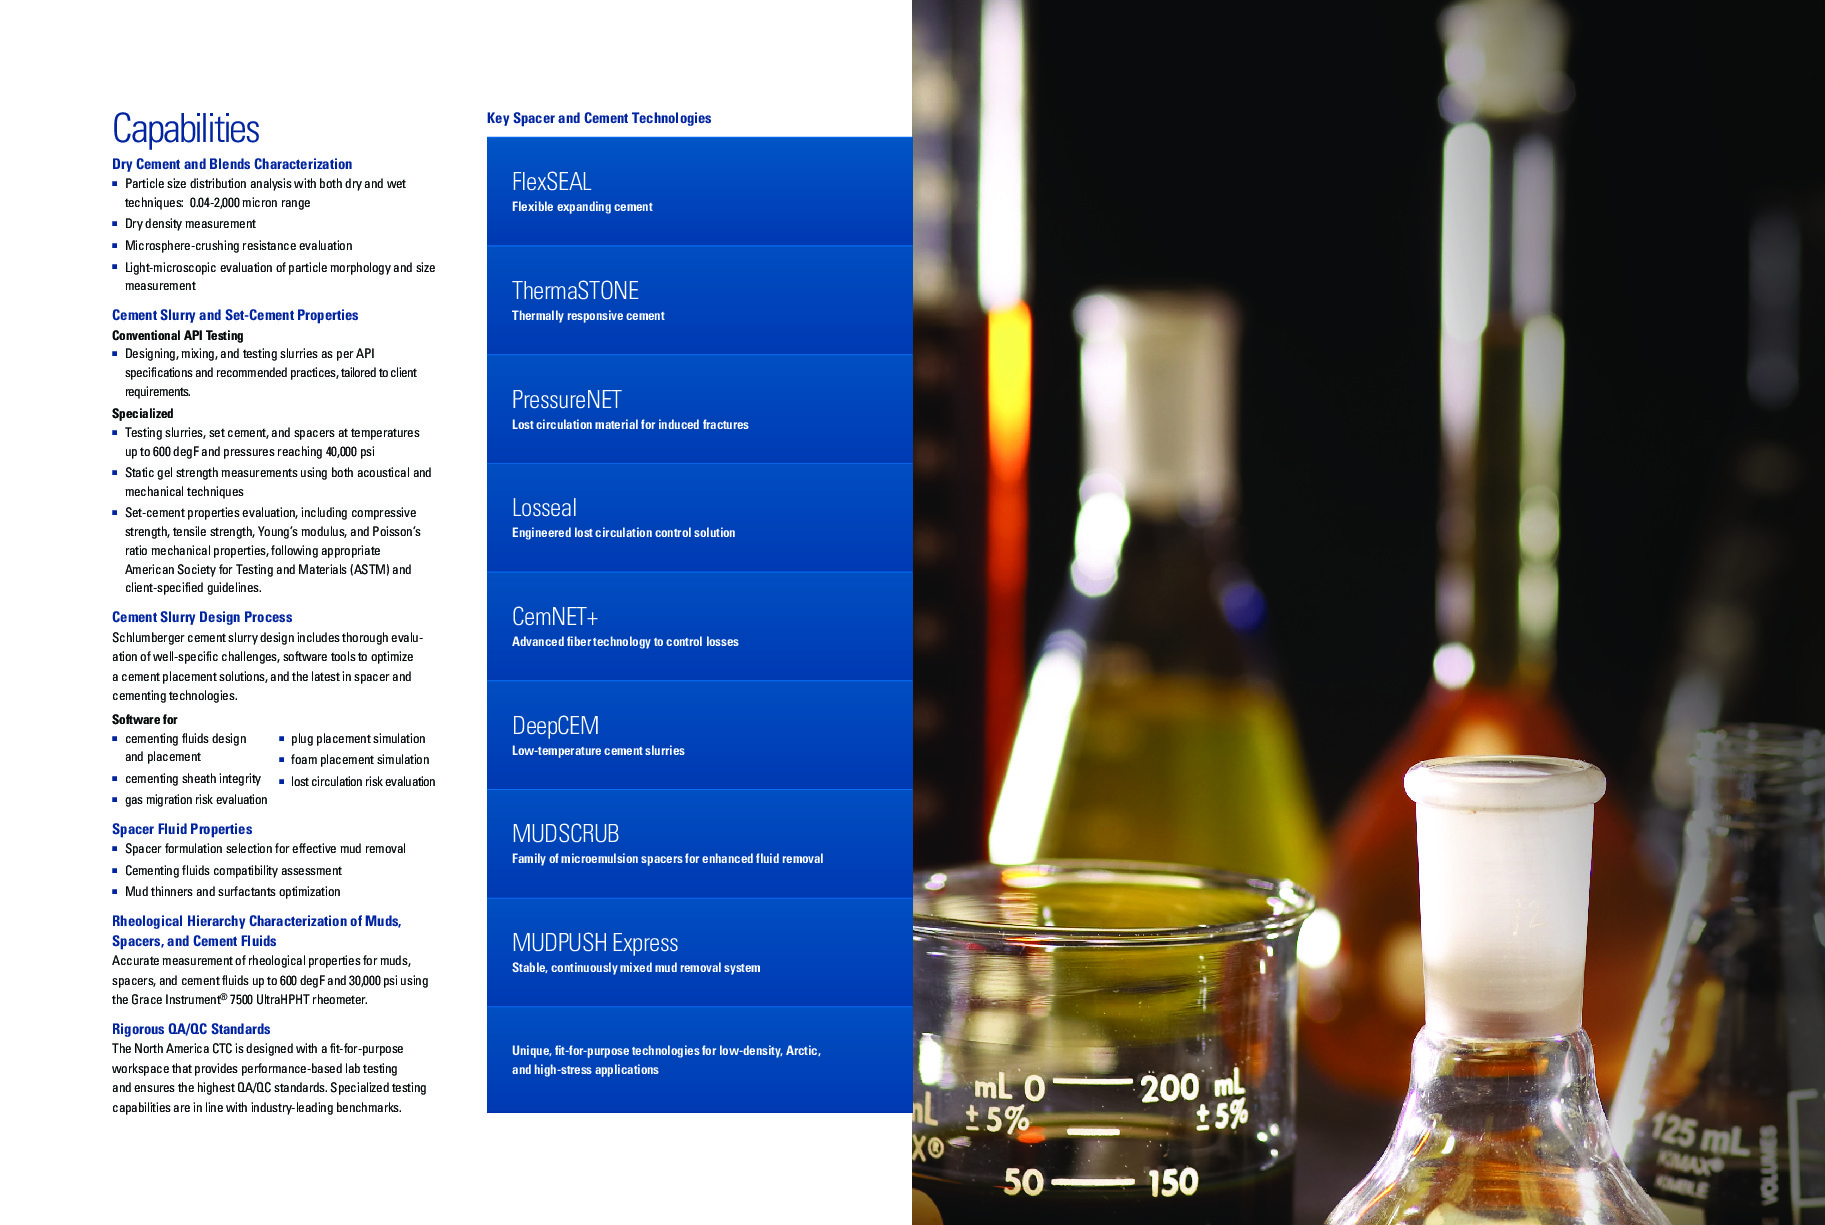 Capabilities
Dry Cement and Blends Characterization
▪ Particle size distribution analysis with both dry and wet
techniques: 0.04-2,000 micron range
▪ Dry density measurement
▪ Microsphere-crushing resistance evaluation
▪ Light-microscopic evaluation of particle morphology and size
measurement
Cement Slurry and Set-Cement Properties
Conventional API Testing
▪ Designing, mixing, and testing slurries as per API
specifications and recommended practices, tailored to client
requirements.
Specialized
▪ Testing slurries, set cement, and spacers at temperatures
up to 600 degF and pressures reaching 40,000 psi
▪ Static gel strength measurements using both acoustical and
mechanical techniques
▪ Set-cement properties evaluation, including compressive
strength, tensile strength, Young's modulus, and Poisson's
ratio mechanical properties, following appropriate
American Society for Testing and Materials (ASTM) and
client-specified guidelines.
Cement Slurry Design Process
Schlumberger cement slurry design includes thorough evalu-
ation of well-specific challenges, software tools to optimize
a cement placement solutions, and the latest in spacer and
cementing technologies.
Software for
▪ cementing fluids design
and placement
▪ cementing sheath integrity
▪ gas migration risk evaluation
▪ plug placement simulation
▪ foam placement simulation
▪ lost circulation risk evaluation
Spacer Fluid Properties
▪ Spacer formulation selection for effective mud removal
▪ Cementing fluids compatibility assessment
▪ Mud thinners and surfactants optimization
Rheological Hierarchy Characterization of Muds,
Spacers, and Cement Fluids
Accurate measurement of rheological properties for muds,
spacers, and cement fluids up to 600 degF and 30,000 psi using
the Grace Instrument® 7500 UltraHPHT rheometer.
Rigorous QA/QC Standards
The North America CTC is designed with a fit-for-purpose
workspace that provides performance-based lab testing
and ensures the highest QA/QC standards. Specialized testing
capabilities are in line with industry-leading benchmarks.
Key Spacer and Cement Technologies
FlexSEAL
Flexible expanding cement
ThermaSTONE
Thermally responsive cement
PressureNET
Lost circulation material for induced fractures
Losseal
Engineered lost circulation control solution
CemNET+
Advanced fiber technology to control losses
DeepCEM
Low-temperature cement slurries
MUDSCRUB
Family of microemulsion spacers for enhanced fluid removal
MUDPUSH Express
Stable, continuously mixed mud removal system
Unique, fit-for-purpose technologies for low-density, Arctic,
and high-stress applications
mL 0 200 mL
±5% ±5%
50 150
125 mL
KIMAX®
KIMBLE
VOLUMES